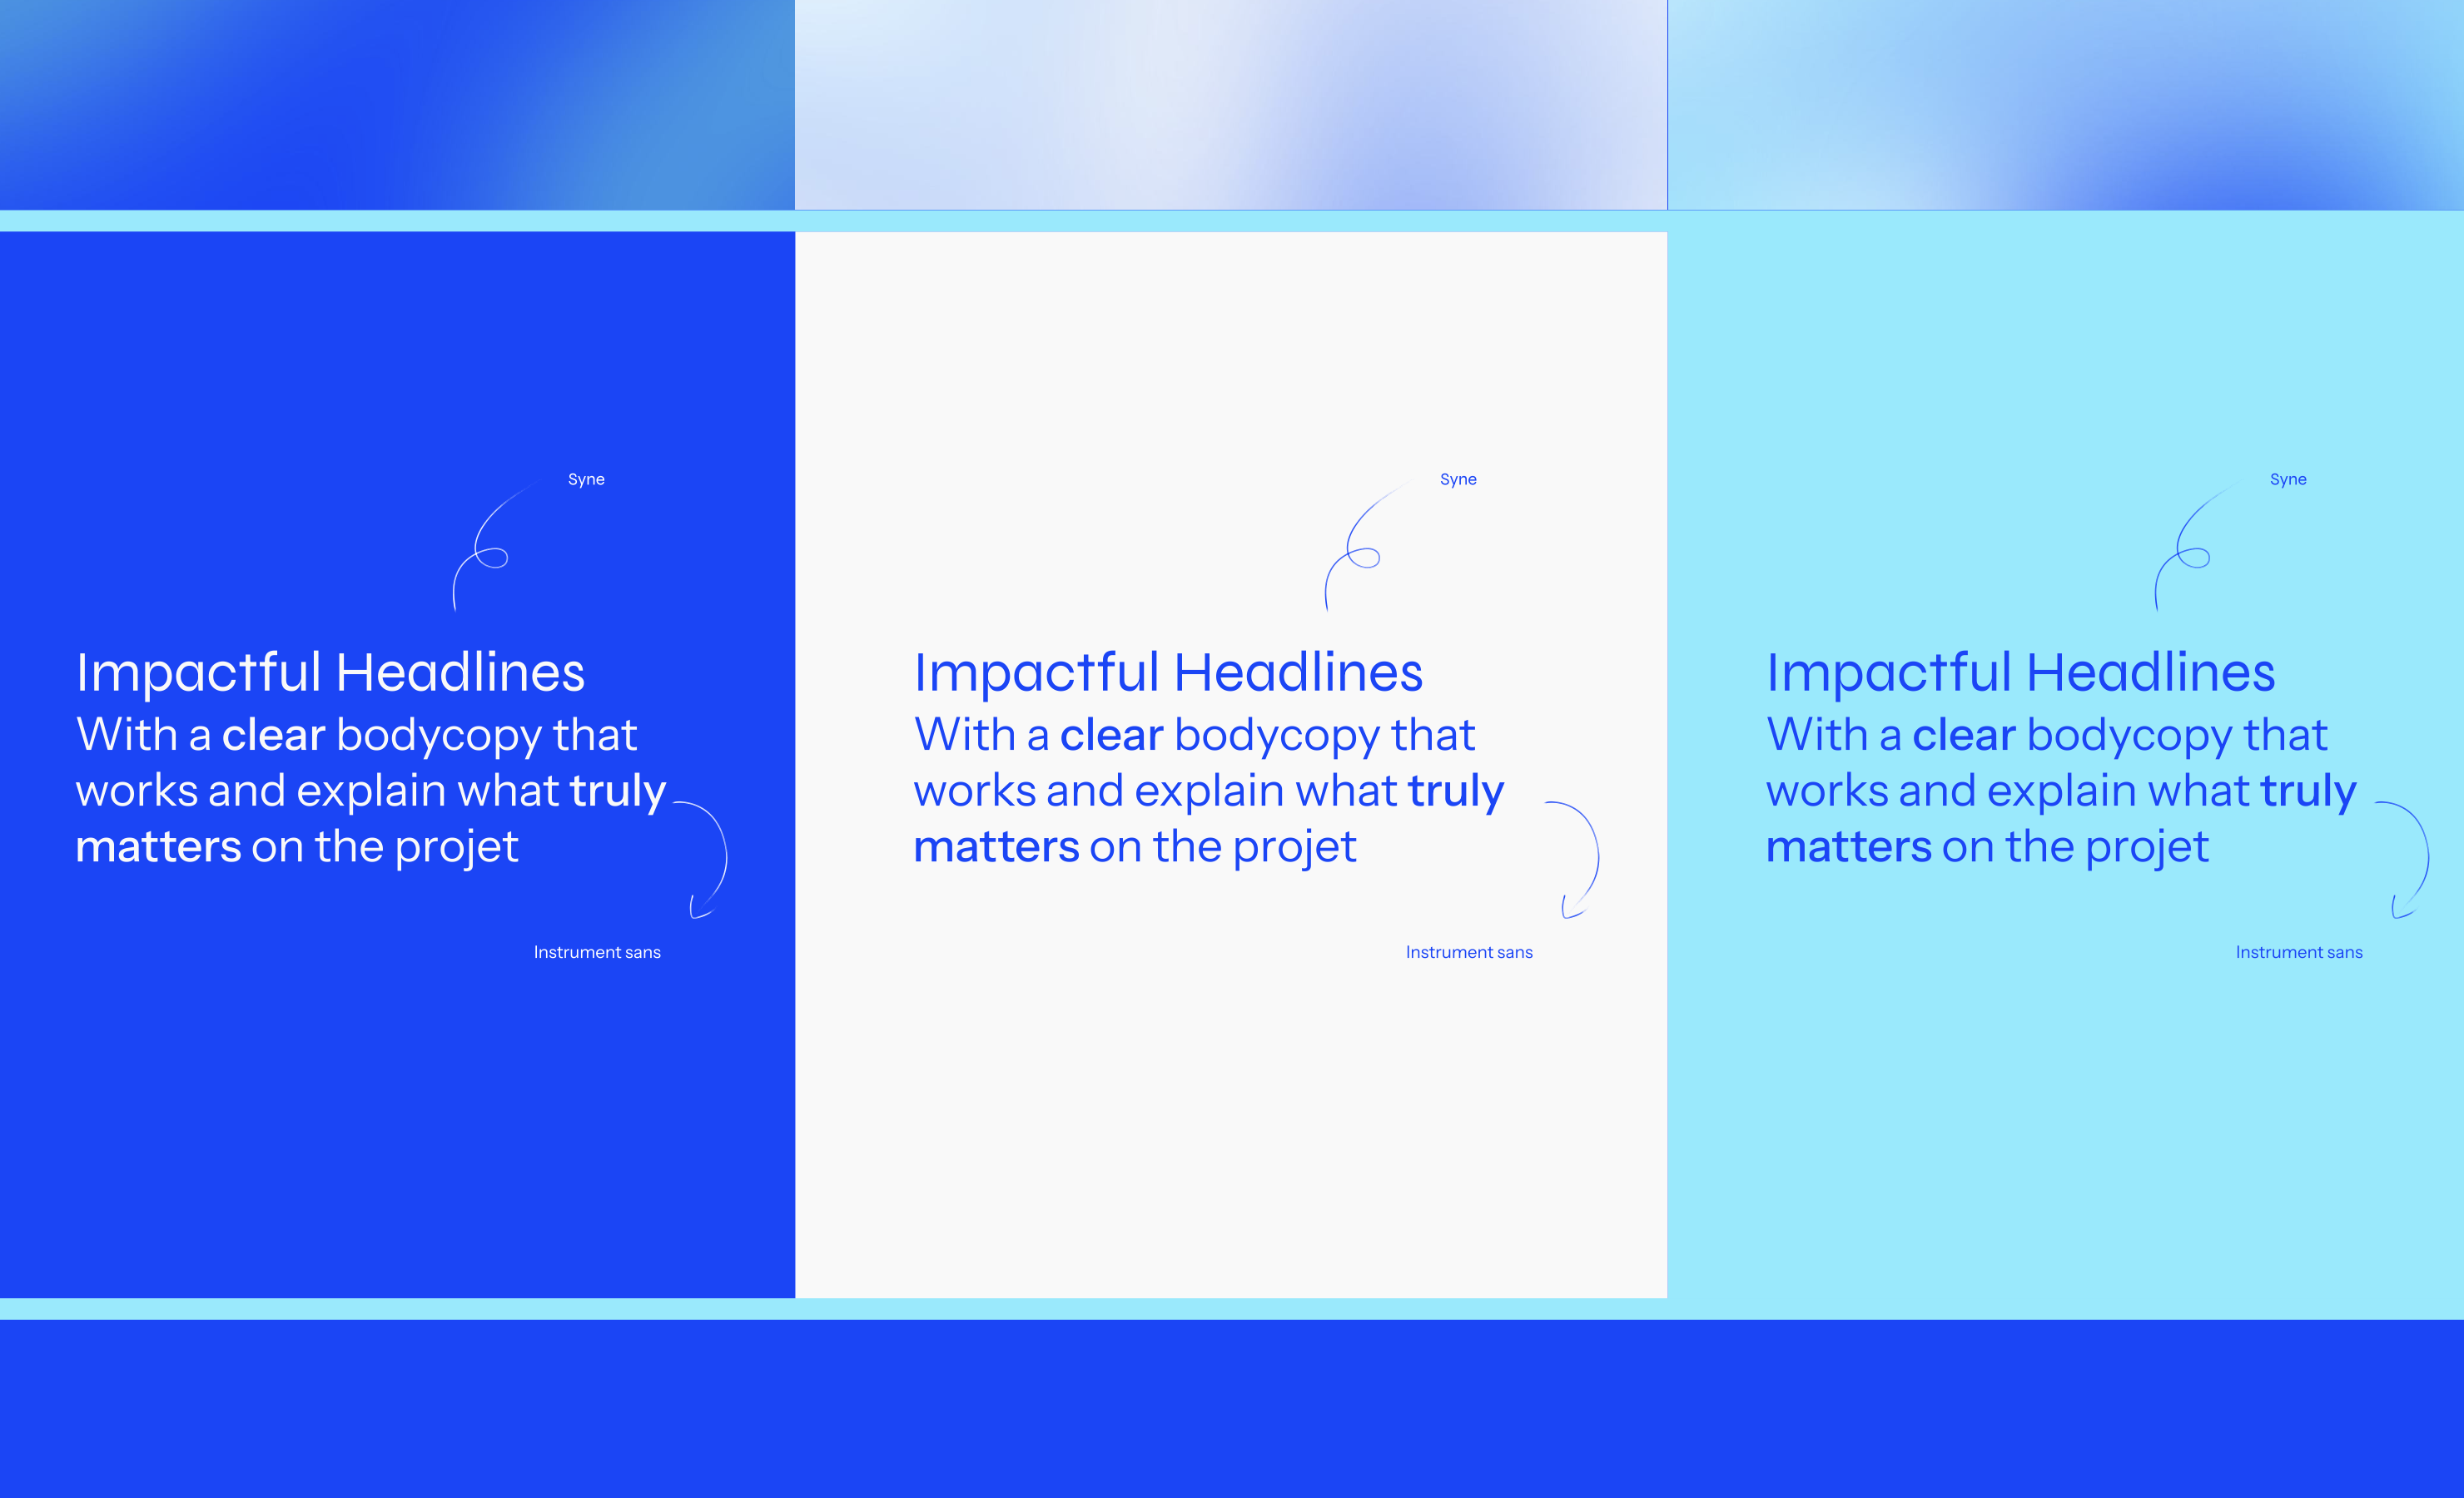 Syne
Impactful Headlines
With a clear bodycopy that
works and explain what truly
matters on the projet
Instrument sans
Syne
Impactful Headlines
With a clear bodycopy that
works and explain what truly
matters on the projet
Instrument sans
Syne
Impactful Headlines
With a clear bodycopy that
works and explain what truly
matters on the projet
Instrument sans